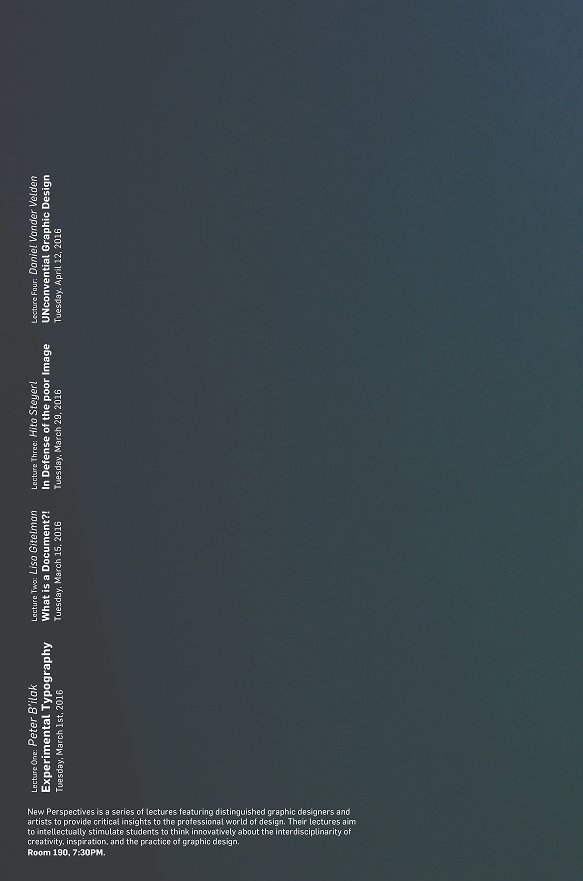 Lecture One: Peter B'ilak
Experimental Typography
Tuesday, March 1st, 2016
Lecture Two: Lisa Gitelman
What is a Document?!
Tuesday, March 15, 2016
Lecture Three: Hito Steyerl
In Defense of the poor Image
Tuesday, March 29, 2016
Lecture Four: Daniel Vander Velden
UNconvential Graphic Design
Tuesday, April 12, 2016
New Perspectives is a series of lectures featuring distinguished graphic designers and
artists to provide critical insights to the professional world of design. Their lectures aim
to intellectually stimulate students to think innovatively about the interdisciplinarity of
creativity, inspiration, and the practice of graphic design.
Room 190, 7:30PM.